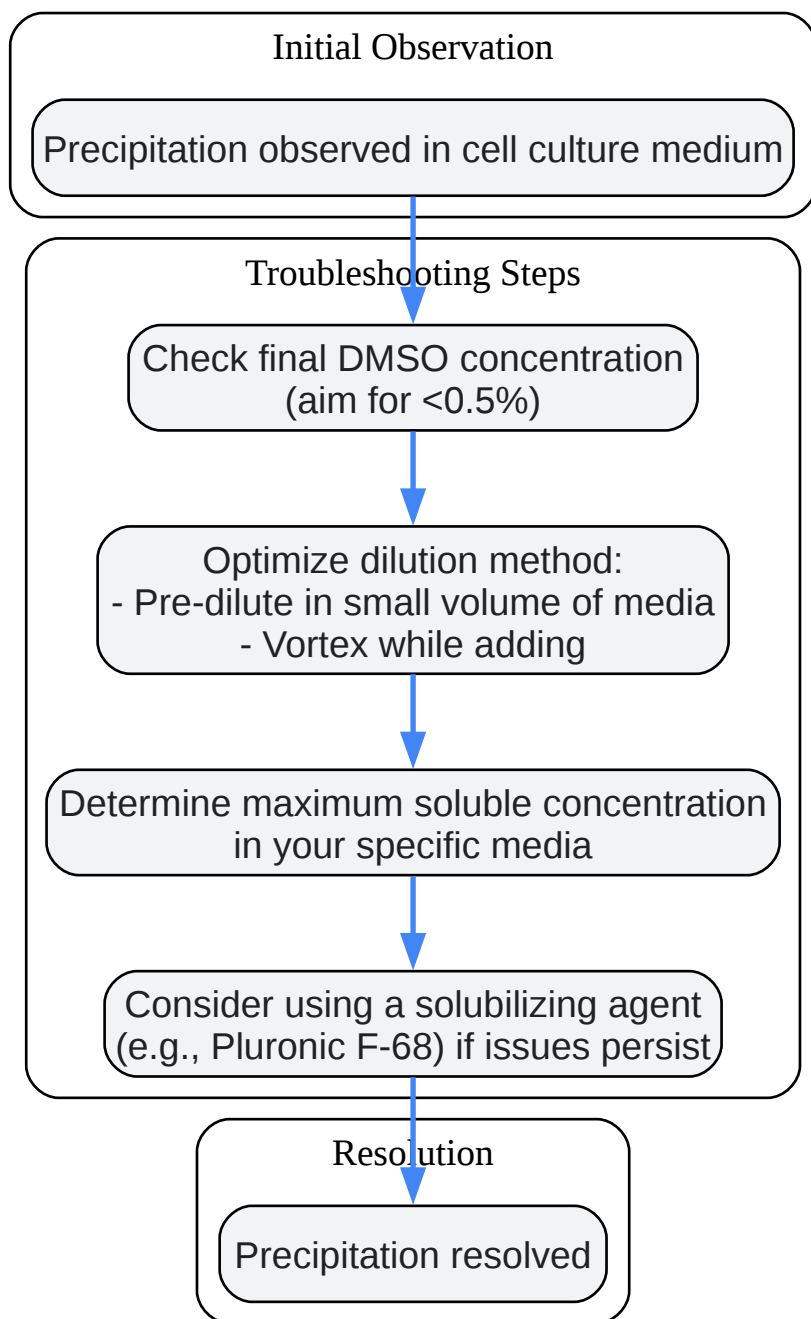 Initial Observation
Precipitation observed in cell culture medium
Troubleshooting Steps
Check final DMSO concentration
(aim for <0.5%)
Optimize dilution method:
- Pre-dilute in small volume of media
- Vortex while adding
Determine maximum soluble concentration
in your specific media
Consider using a solubilizing agent
(e.g., Pluronic F-68) if issues persist
Resolution
Precipitation resolved